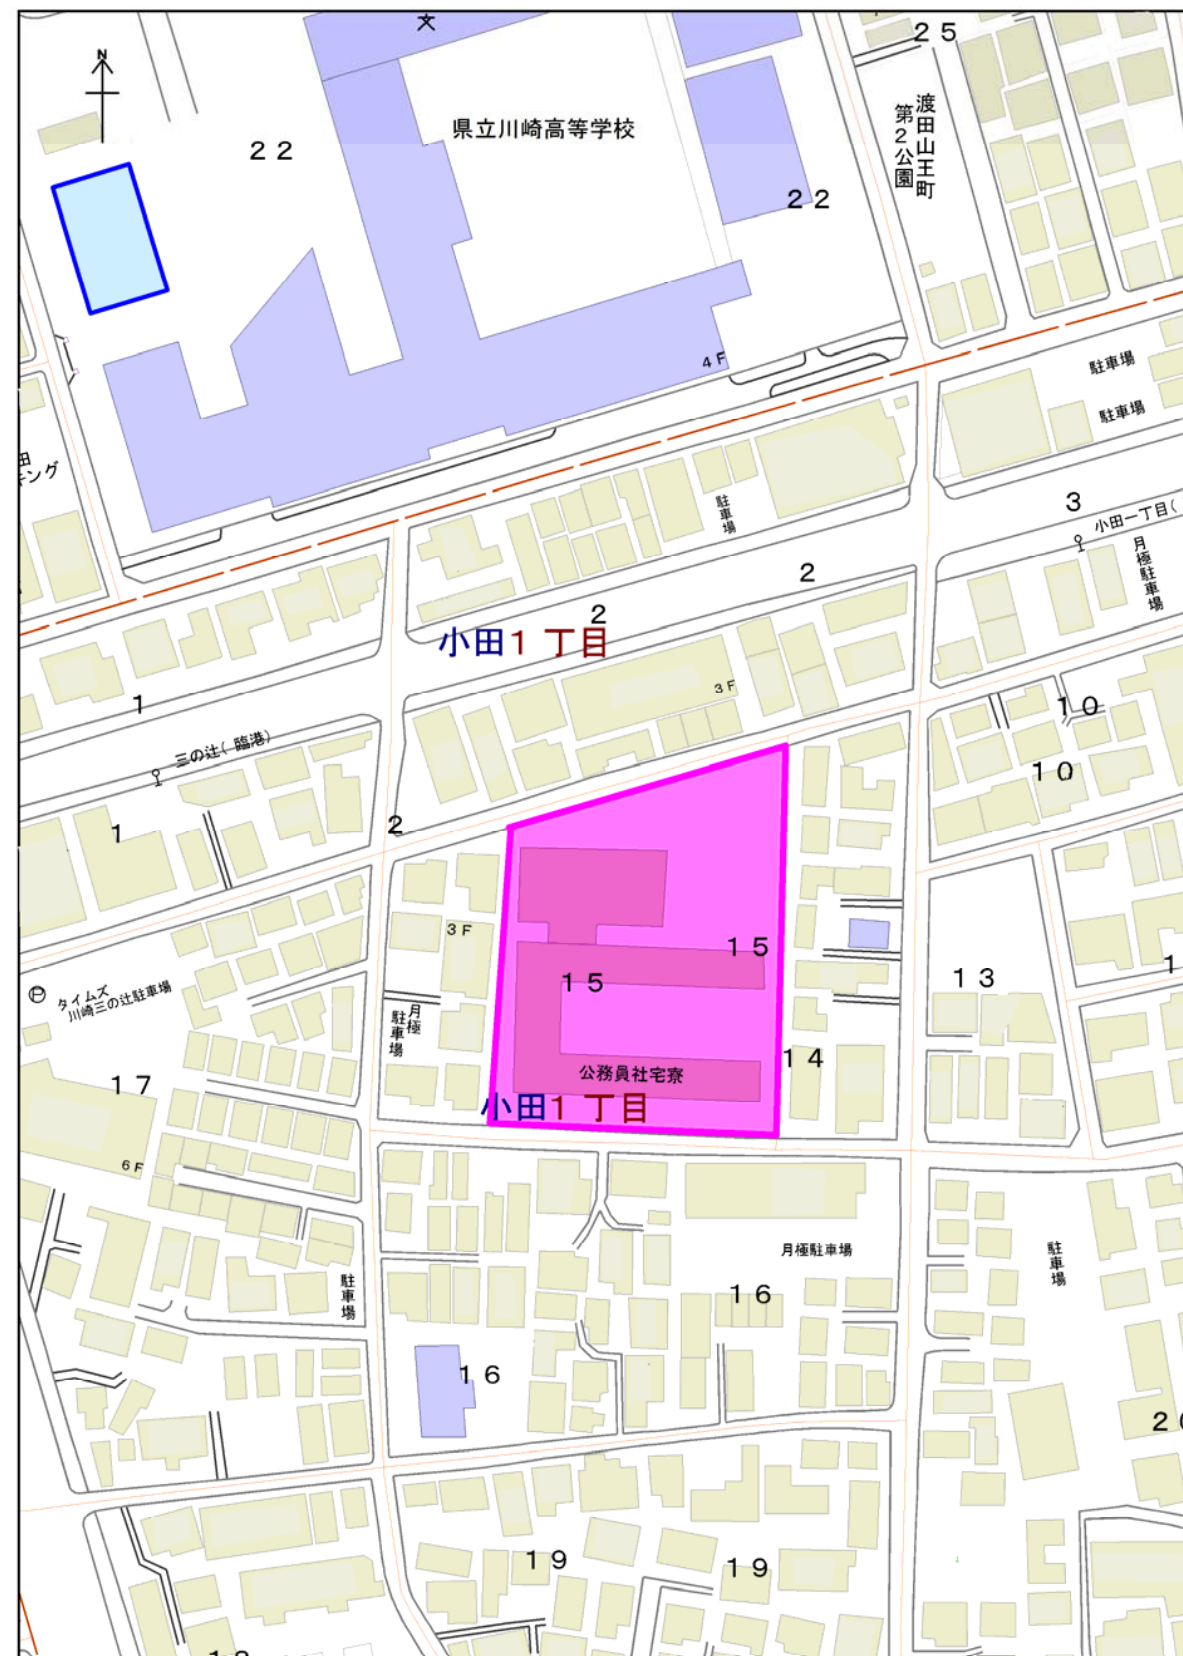 N
２５
県立川崎高等学校
渡田山王町
第２公園
２２
２２
４Ｆ
駐車場
駐車場
キング
駐車場
３
小田一丁目(
月極駐車場
２
２
小田１丁目
３Ｆ
１
１０
三の辻(臨港)
１０
２
１
３Ｆ
１５
１５
１３
１
Ｐ
タイムズ
川崎三の辻駐車場
月極
駐車場
１４
１７
公務員社宅寮
小田１丁目
６Ｆ
月極駐車場
駐車場
駐車場
１６
１６
２
１９
１９